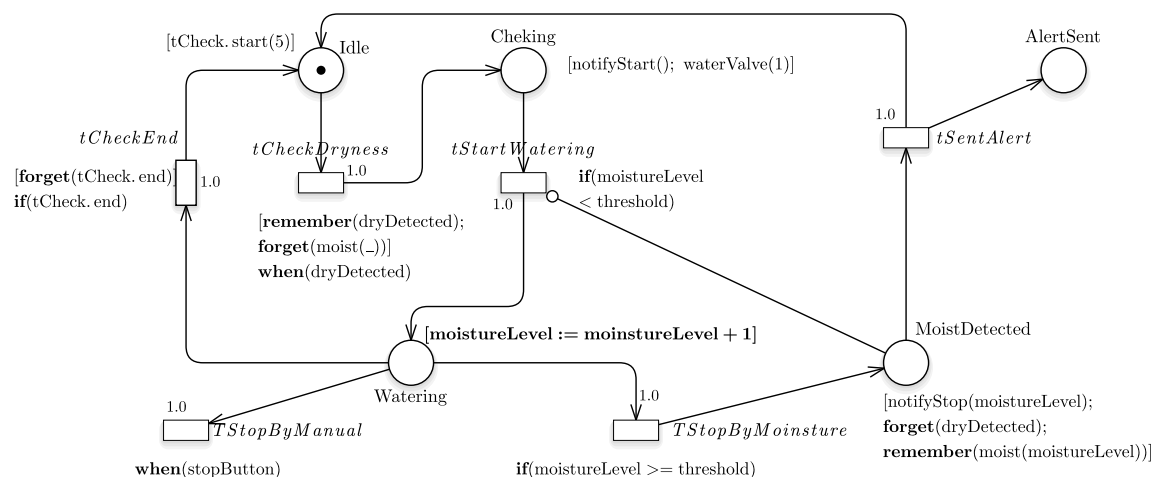 [tCheck. start(5)]
Idle
Cheking
[notifyStart(); waterValve(1)]
AlertSent
tCheckEnd
tCheckDryness
tStartWatering
1.0
tSentAlert
[forget(tCheck. end)]
if(tCheck. end)
1.0
1.0
1.0
if(moistureLevel
< threshold)
[remember(dryDetected);
forget(moist(_))]
when(dryDetected)
[moistureLevel := moinstureLevel + 1]
MoistDetected
Watering
1.0
1.0
TStopByManual
TStopByMoinsture
[notifyStop(moistureLevel);
forget(dryDetected);
remember(moist(moistureLevel))]
when(stopButton)
if(moistureLevel >= threshold)